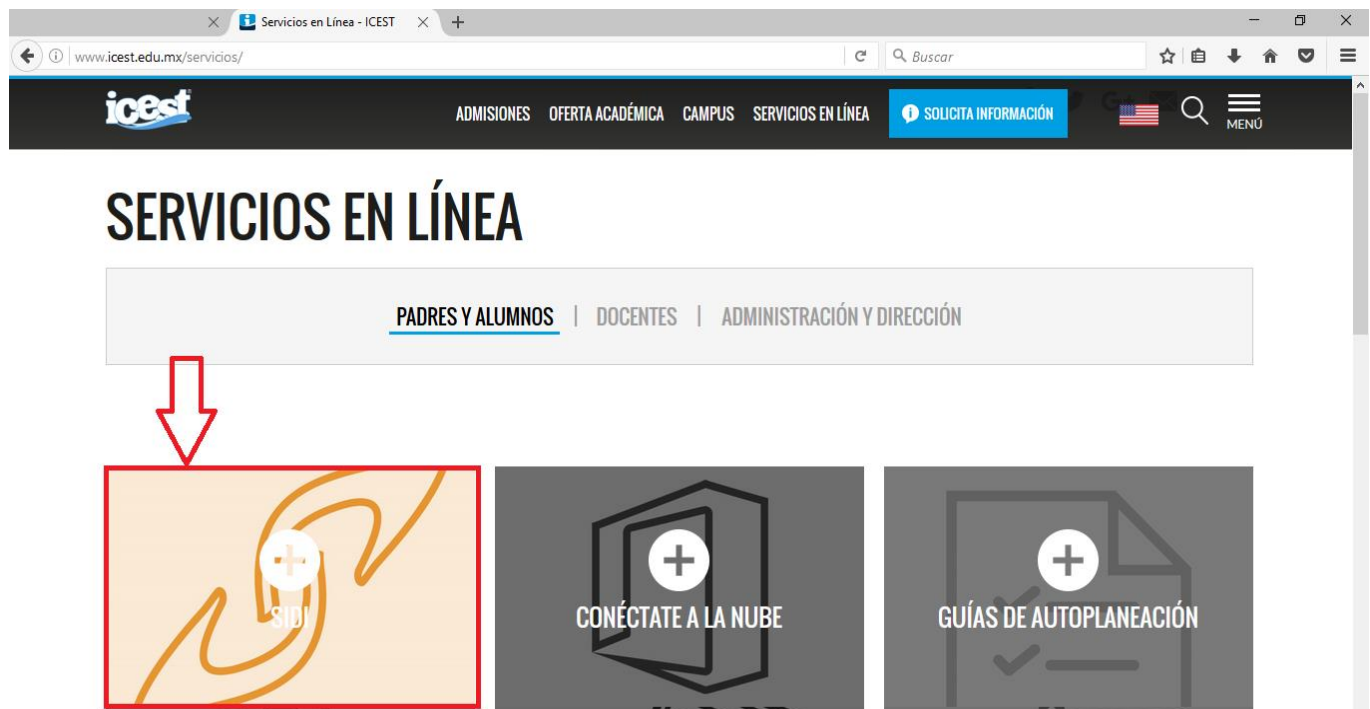 Servicios en Línea - ICEST
www.icest.edu.mx/servicios/
Buscar
icest
ADMISIONES OFERTA ACADÉMICA CAMPUS SERVICIOS EN LÍNEA SOLICITA INFORMACIÓN
MENÚ
SERVICIOS EN LÍNEA
PADRES Y ALUMNOS | DOCENTES | ADMINISTRACIÓN Y DIRECCIÓN
SIDI
CONÉCTATE A LA NUBE
GUÍAS DE AUTOPLANEACIÓN